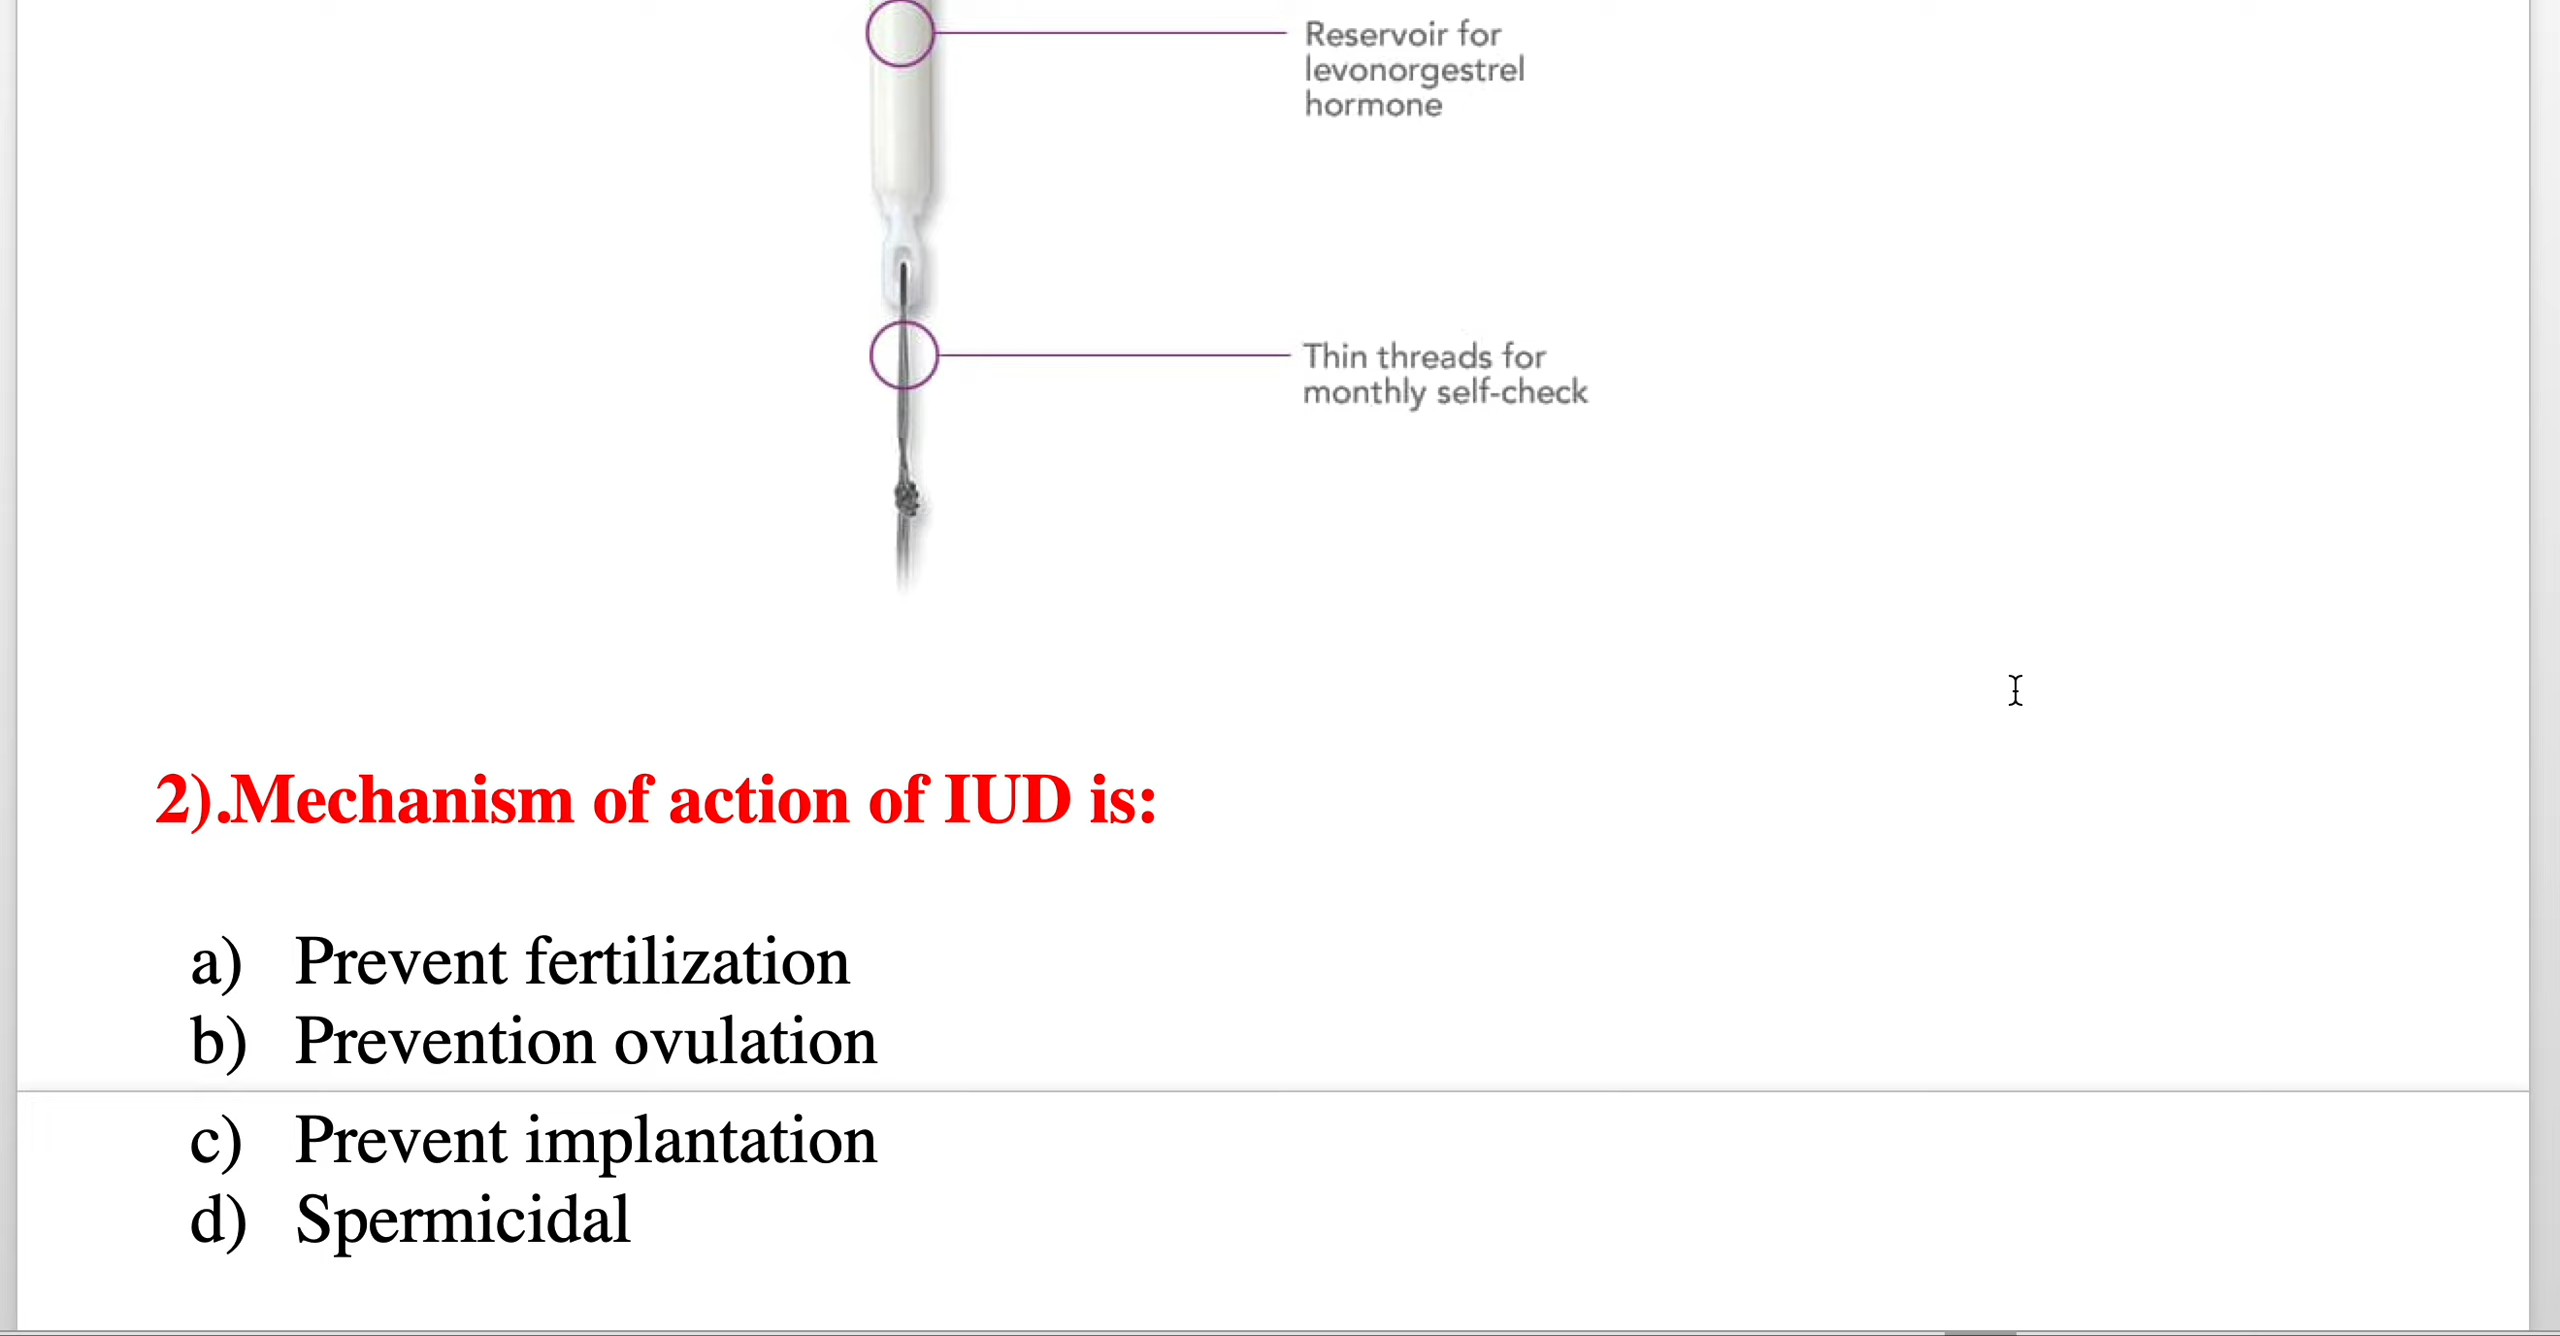 Reservoir for
levonorgestrel
hormone
Thin threads for
monthly self-check
2).Mechanism of action of IUD is:
a) Prevent fertilization
b) Prevention ovulation
c) Prevent implantation
d) Spermicidal